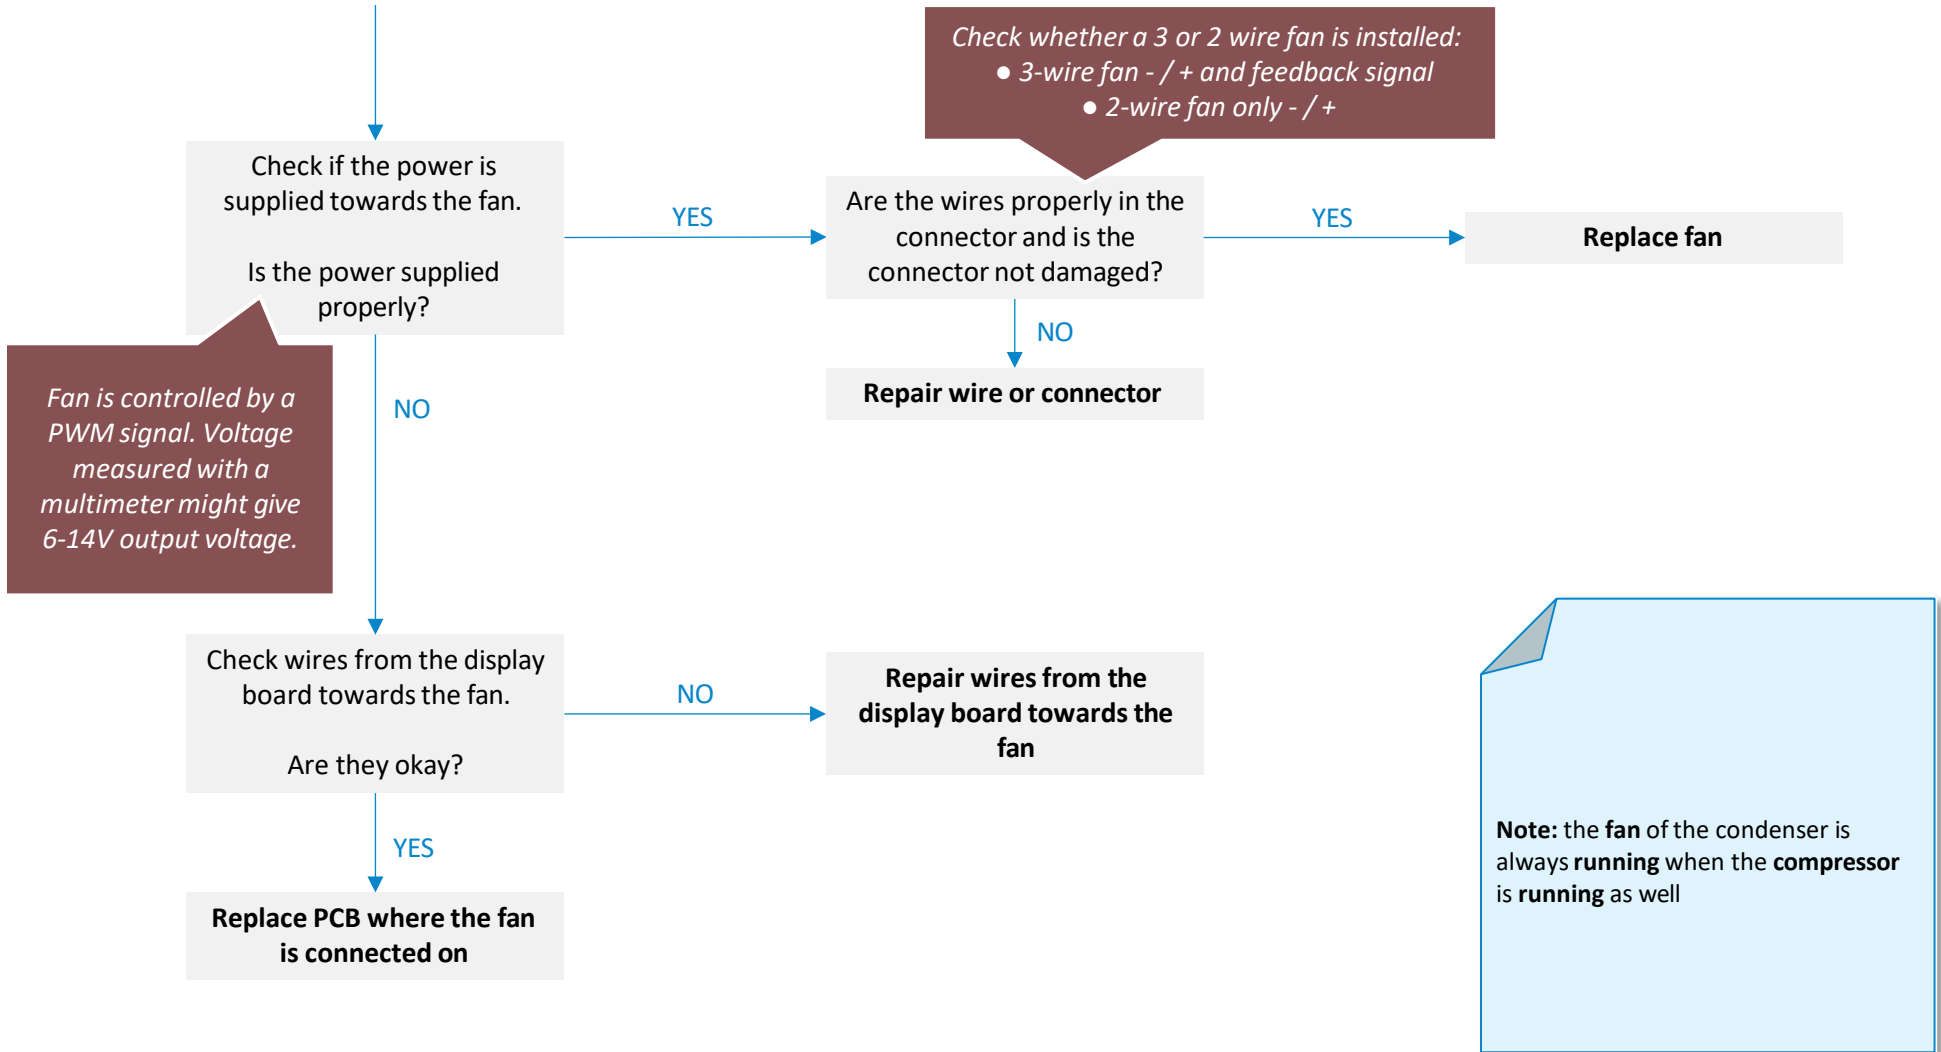 Check whether a 3 or 2 wire fan is installed:
● 3-wire fan - / + and feedback signal
● 2-wire fan only - / +
Check if the power is
supplied towards the fan.
Is the power supplied
properly?
YES
Are the wires properly in the
connector and is the
connector not damaged?
YES
Replace fan
NO
Repair wire or connector
Fan is controlled by a
PWM signal. Voltage
measured with a
multimeter might give
6-14V output voltage.
NO
Check wires from the display
board towards the fan.
Are they okay?
NO
Repair wires from the
display board towards the
fan
YES
Replace PCB where the fan
is connected on
Note: the fan of the condenser is
always running when the compressor
is running as well